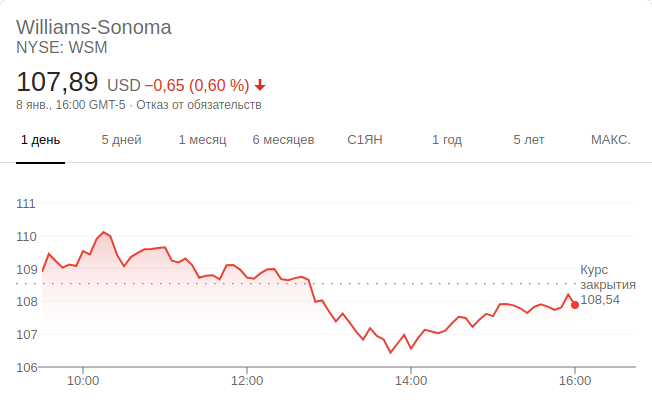 Williams-Sonoma
NYSE: WSM
107,89 USD −0,65 (0,60 %)
8 янв., 16:00 GMT-5 · Отказ от обязательств
1 день 5 дней 1 месяц 6 месяцев С1ЯН 1 год 5 лет МАКС.
111
110
109
108
107
106
Курс
закрытия
108,54
10:00 12:00 14:00 16:00